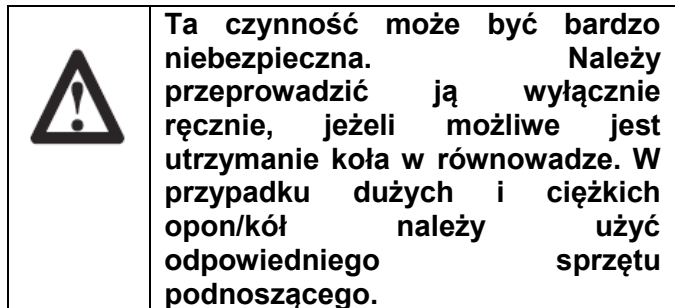 Ta czynność może być bardzo
niebezpieczna. Należy
przeprowadzić ją wyłącznie
ręcznie, jeżeli możliwe jest
utrzymanie koła w równowadze. W
przypadku dużych i ciężkich
opon/kół należy użyć
odpowiedniego sprzętu
podnoszącego.